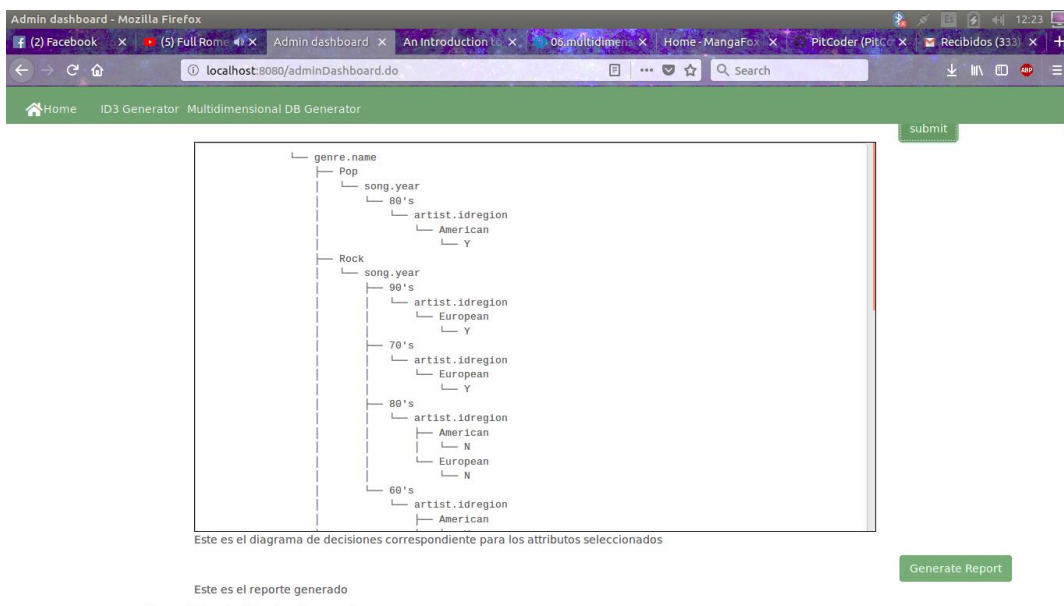 Admin dashboard - Mozilla Firefox
Es
12:23
(2) Facebook
(5) Full Rome
Admin dashboard
An Introduction to
06.multidimens
Home - MangaFox
PitCoder (PitCo
Recibidos (333)
localhost:8080/adminDashboard.do
Search
ABP
Home
ID3 Generator
Multidimensional DB Generator
submit
genre.name
Pop
song.year
80's
artist.idregion
American
Y
Rock
song.year
90's
artist.idregion
European
Y
70's
artist.idregion
European
Y
80's
artist.idregion
American
N
European
N
60's
artist.idregion
American
Este es el diagrama de decisiones correspondiente para los attributos seleccionados
Generate Report
Este es el reporte generado